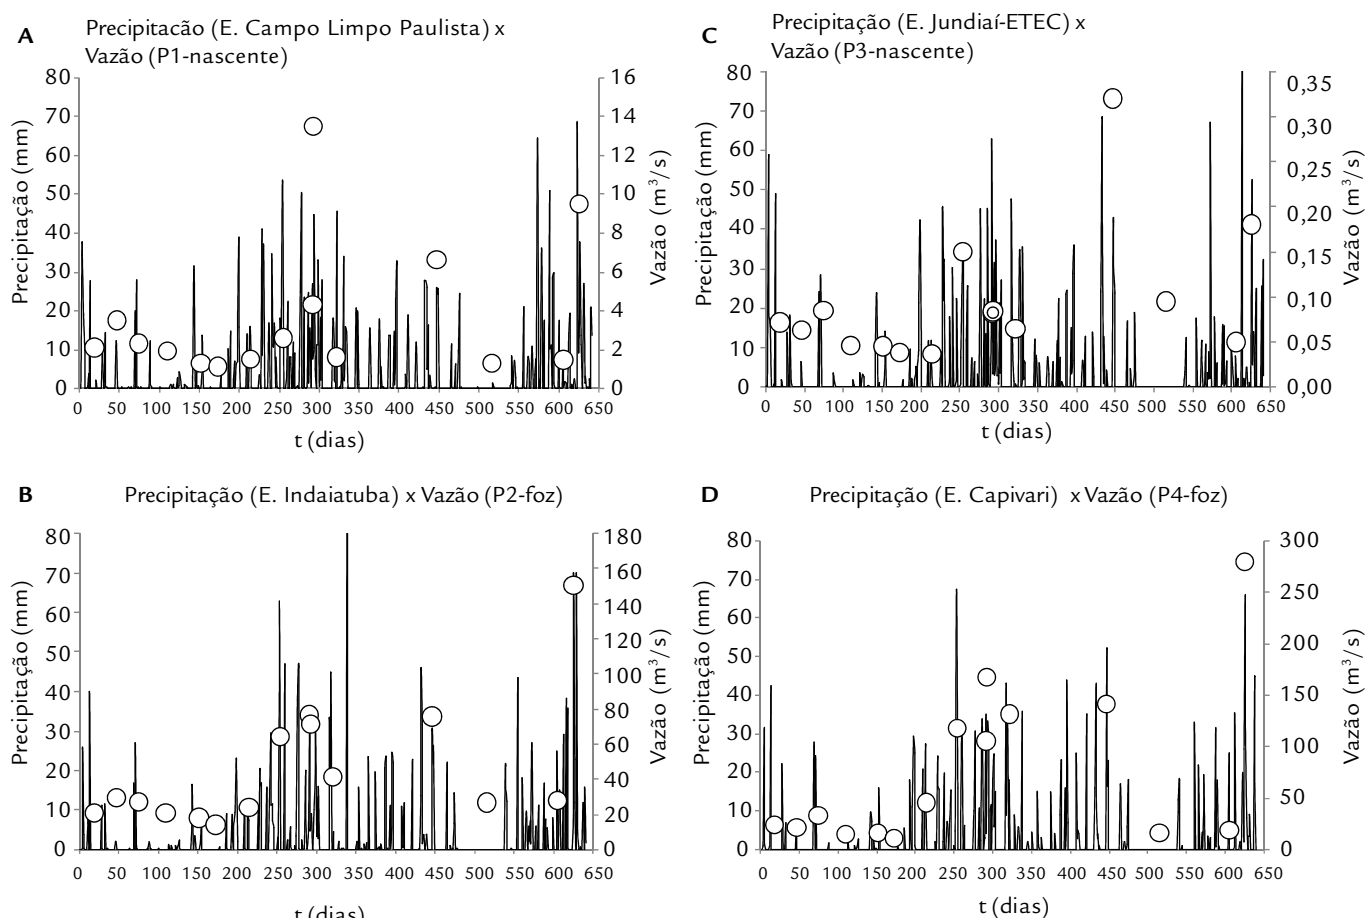 A
Precipitacão (E. Campo Limpo Paulista) x
Vazão (P1-nascente)
Precipitação (mm)
80
70
60
50
40
30
20
10
0
16
14
12
10
8
6
4
2
0
Vazão (m³/s)
0 50 100 150 200 250 300 350 400 450 500 550 600 650
t (dias)
C
Precipitação (E. Jundiaí-ETEC) x
Vazão (P3-nascente)
Precipitação (mm)
80
70
60
50
40
30
20
10
0
0,35
0,30
0,25
0,20
0,15
0,10
0,05
0,00
Vazão (m³/s)
0 50 100 150 200 250 300 350 400 450 500 550 600 650
t (dias)
B
Precipitação (E. Indaiatuba) x Vazão (P2-foz)
Precipitação (mm)
80
70
60
50
40
30
20
10
0
180
160
140
120
100
80
60
40
20
0
Vazão (m³/s)
0 50 100 150 200 250 300 350 400 450 500 550 600 650
t (dias)
D
Precipitação (E. Capivari) x Vazão (P4-foz)
Precipitação (mm)
80
70
60
50
40
30
20
10
0
300
250
200
150
100
50
0
Vazão (m³/s)
0 50 100 150 200 250 300 350 400 450 500 550 600 650
t (dias)